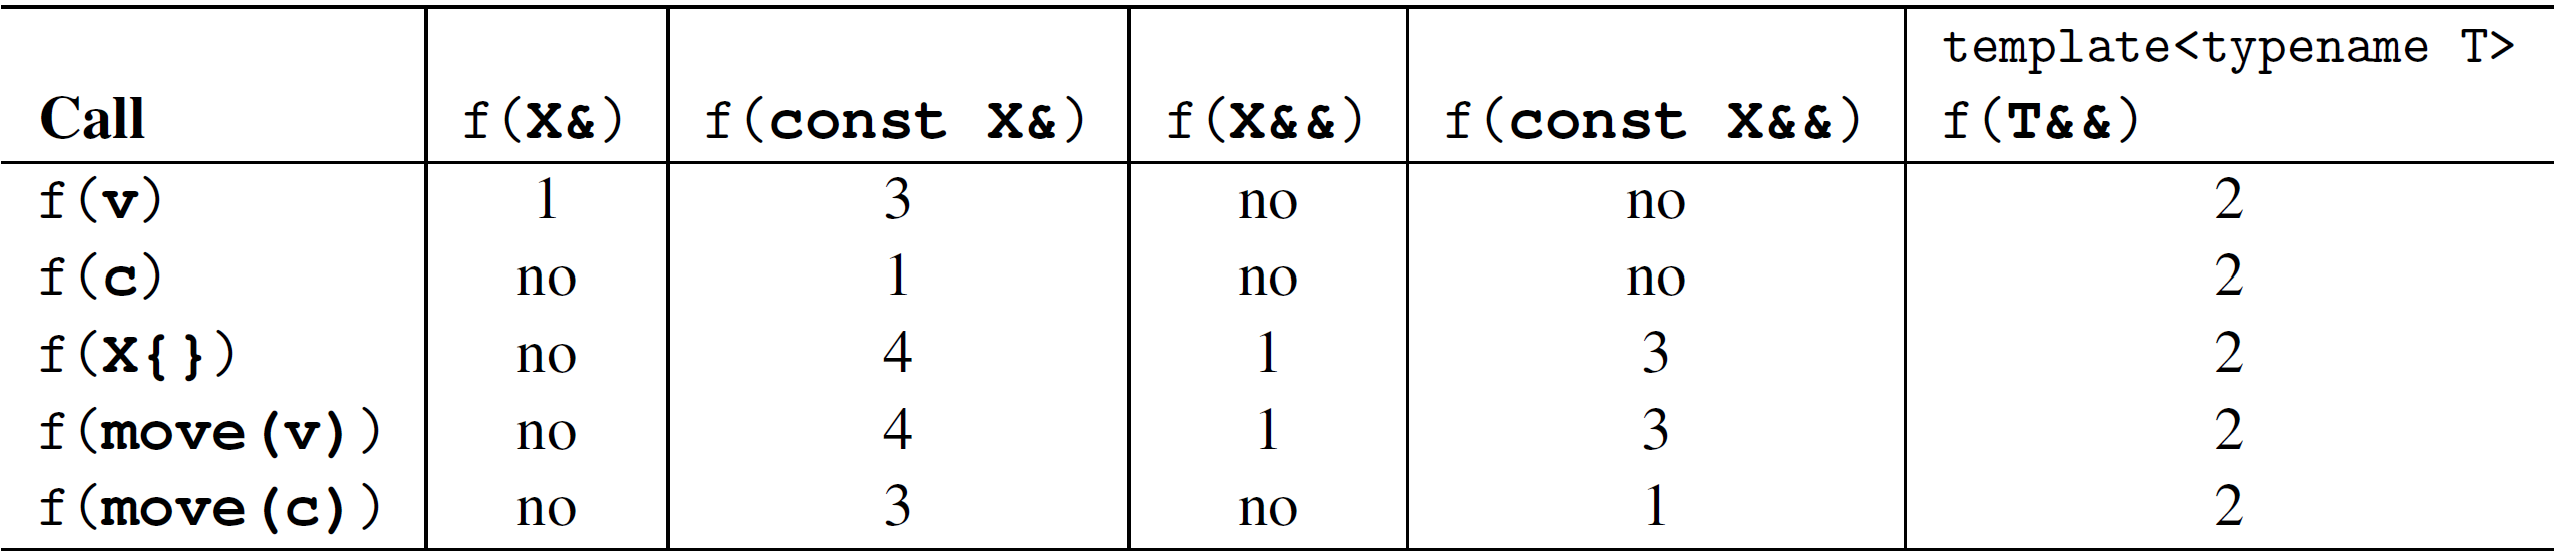 template<typename T>
Call f(X&) f(const X&) f(X&&) f(const X&&) f(T&&)
f(v) 1 3 no no 2
f(c) no 1 no no 2
f(X{}) no 4 1 3 2
f(move(v)) no 4 1 3 2
f(move(c)) no 3 no 1 2